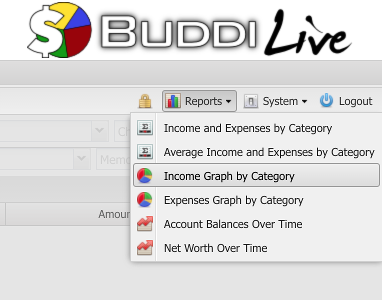 $ BUDDI Live
Reports System Logout
Income and Expenses by Category
Average Income and Expenses by Category
Income Graph by Category
Expenses Graph by Category
Amou
Account Balances Over Time
Net Worth Over Time